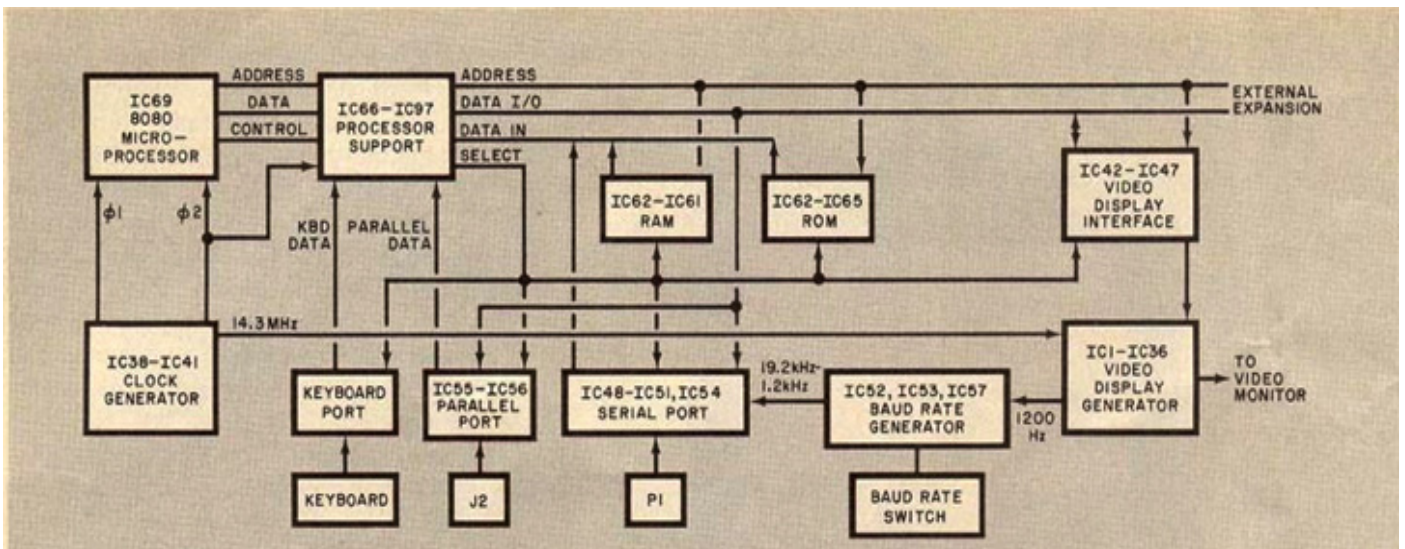 ADDRESS
ADDRESS
IC69
8080
MICRO-
PROCESSOR
DATA
CONTROL
IC66-IC97
PROCESSOR
SUPPORT
DATA I/O
DATA IN
SELECT
EXTERNAL
EXPANSION
ϕ1
ϕ2
KBD
DATA
PARALLEL
DATA
IC62-IC61
RAM
IC62-IC65
ROM
IC42-IC47
VIDEO
DISPLAY
INTERFACE
14.3MHz
IC38-IC41
CLOCK
GENERATOR
KEYBOARD
PORT
IC55-IC56
PARALLEL
PORT
IC48-IC51, IC54
SERIAL PORT
19.2kHz-
1.2kHz
IC52, IC53, IC57
BAUD RATE
GENERATOR
1200
Hz
IC1-IC36
VIDEO
DISPLAY
GENERATOR
TO
VIDEO
MONITOR
KEYBOARD
J2
P1
BAUD RATE
SWITCH